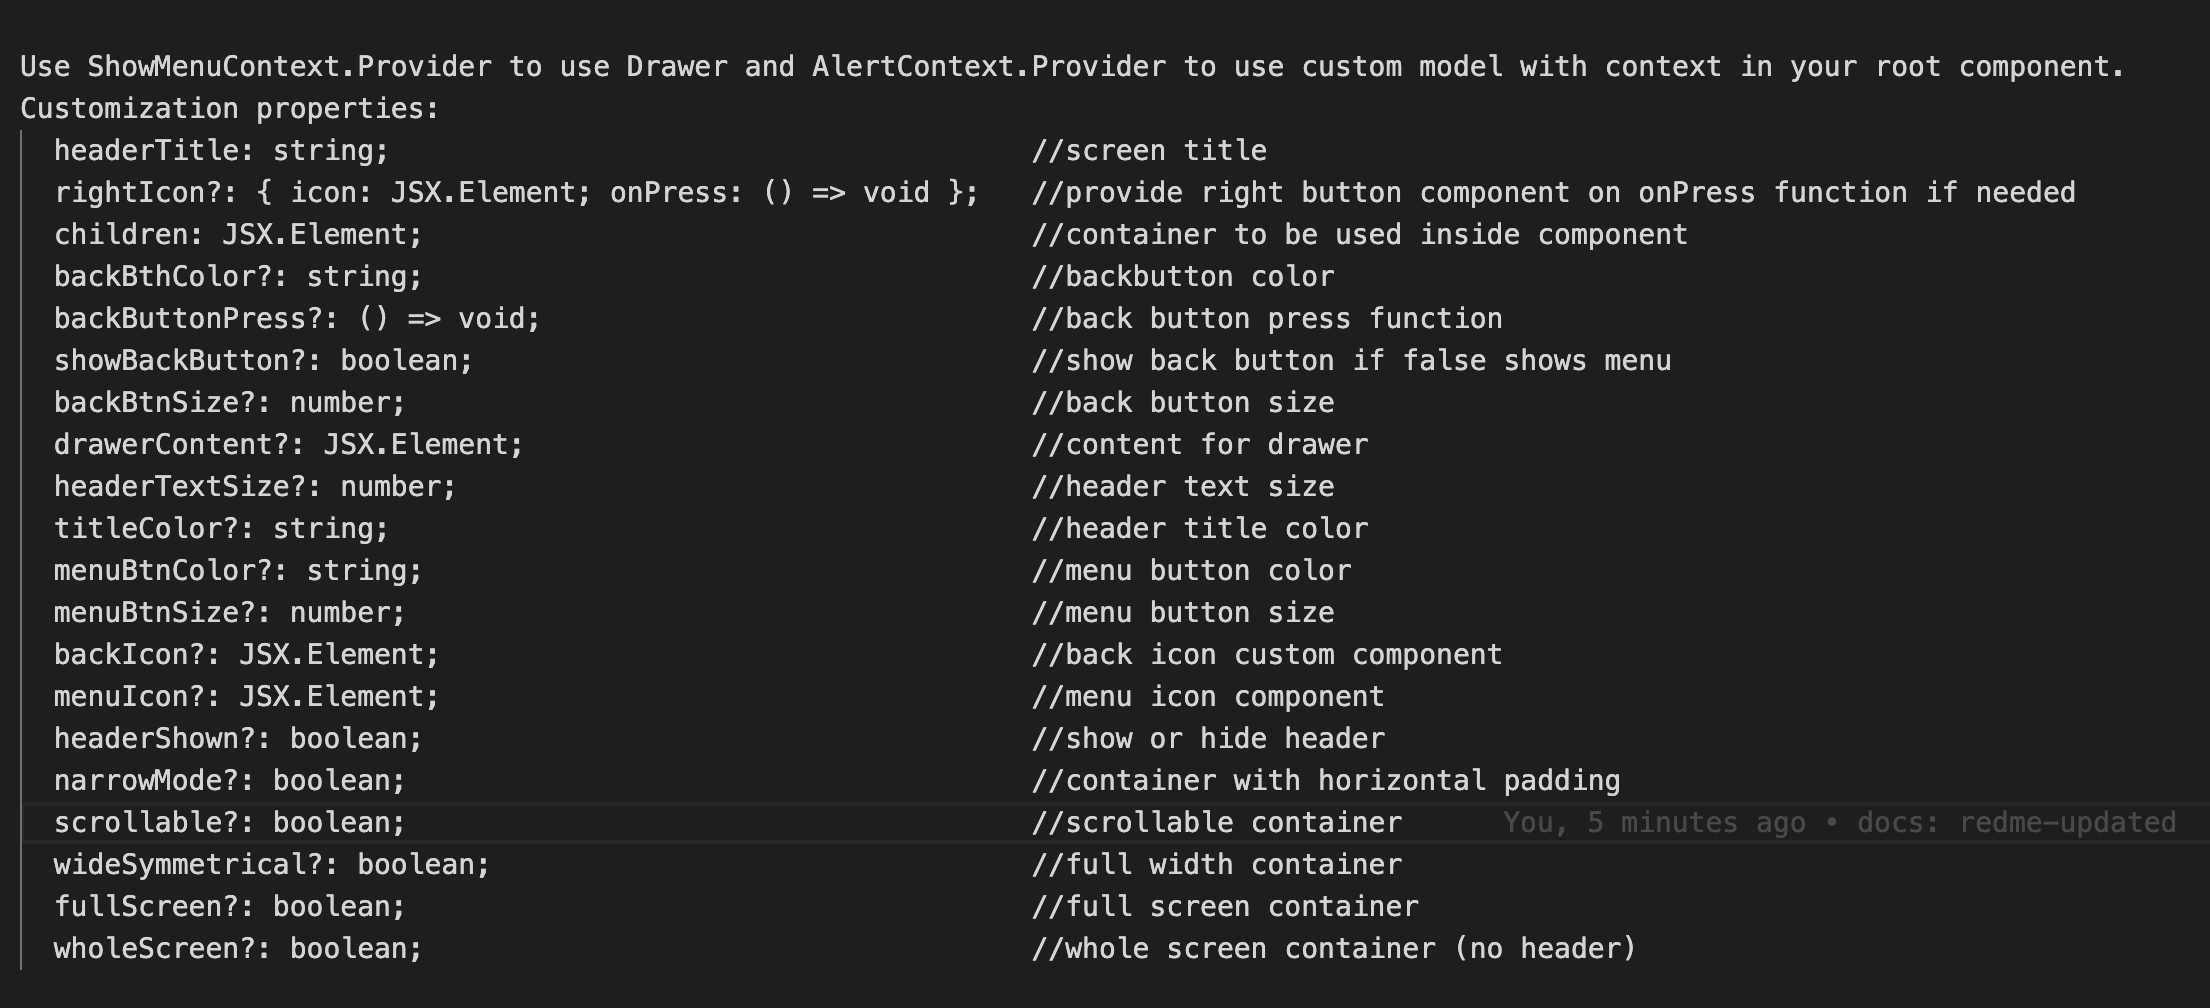 Use ShowMenuContext.Provider to use Drawer and AlertContext.Provider to use custom model with context in your root component.
Customization properties:
headerTitle: string; //screen title
rightIcon?: { icon: JSX.Element; onPress: () => void }; //provide right button component on onPress function if needed
children: JSX.Element; //container to be used inside component
backBthColor?: string; //backbutton color
backButtonPress?: () => void; //back button press function
showBackButton?: boolean; //show back button if false shows menu
backBtnSize?: number; //back button size
drawerContent?: JSX.Element; //content for drawer
headerTextSize?: number; //header text size
titleColor?: string; //header title color
menuBtnColor?: string; //menu button color
menuBtnSize?: number; //menu button size
backIcon?: JSX.Element; //back icon custom component
menuIcon?: JSX.Element; //menu icon component
headerShown?: boolean; //show or hide header
narrowMode?: boolean; //container with horizontal padding
scrollable?: boolean; //scrollable container You, 5 minutes ago • docs: redme-updated
wideSymmetrical?: boolean; //full width container
fullScreen?: boolean; //full screen container
wholeScreen?: boolean; //whole screen container (no header)